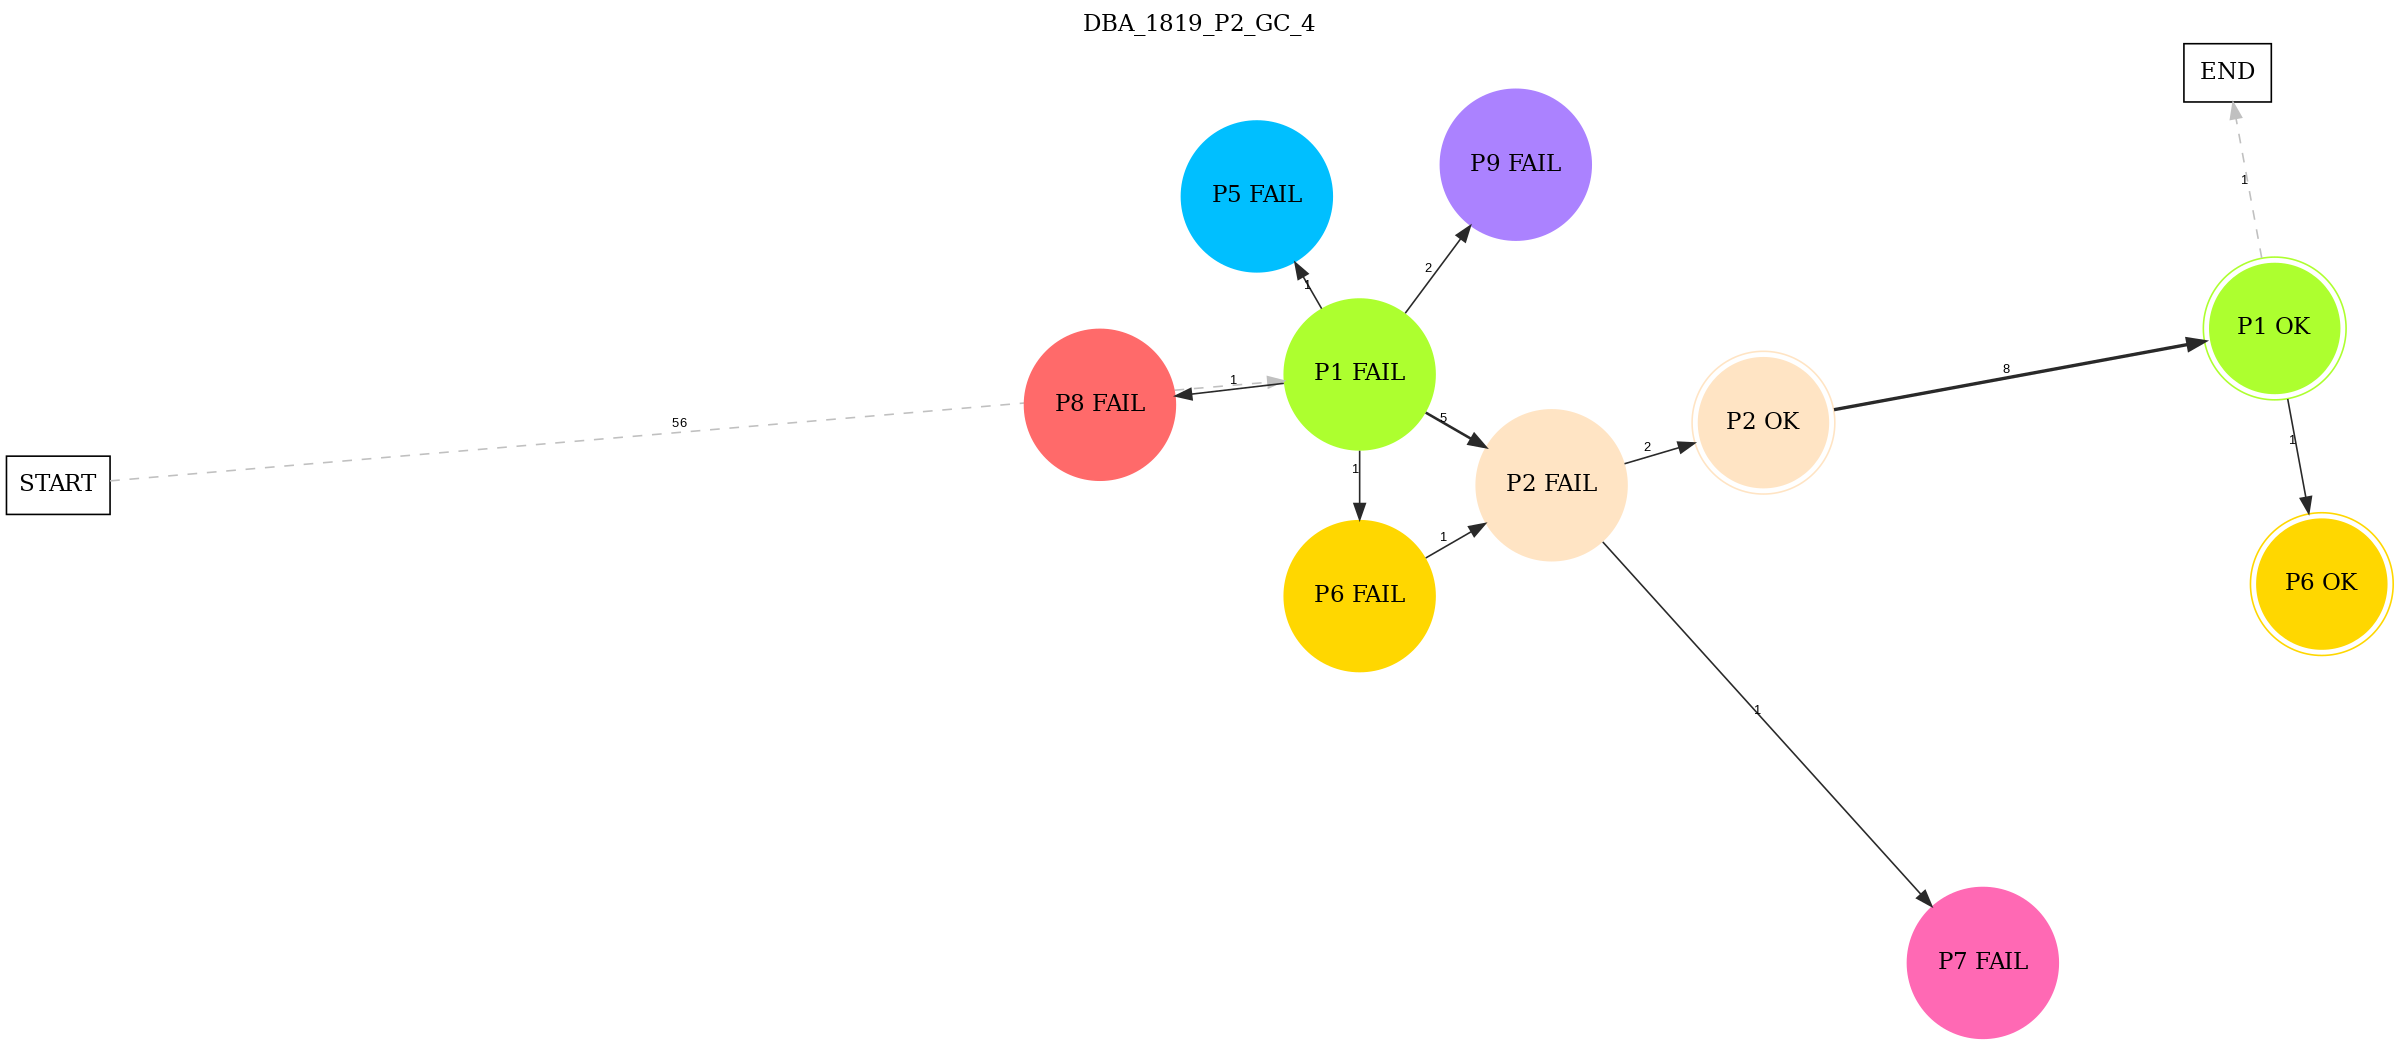 DBA_1819_P2_GC_4
END
P9 FAIL
1
P5 FAIL
2
1
P1 OK
8
P1 FAIL
1
P8 FAIL
5
P2 OK
56
1
2
1
START
P2 FAIL
1
1
P6 OK
P6 FAIL
1
P7 FAIL